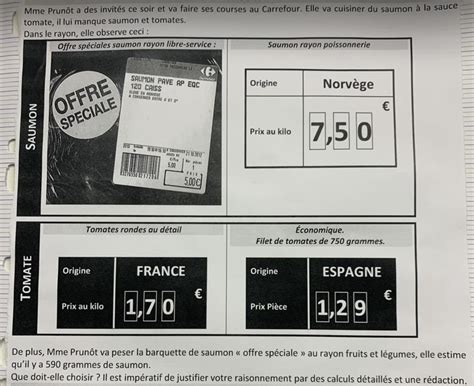 Mme Prunôt a des invités ce soir et va faire ses courses au Carrefour. Elle va cuisiner du saumon à la sauce
tomate, il lui manque saumon et tomates.
Dans le rayon, elle observe ceci :
Offre spéciales saumon rayon libre-service :
Saumon rayon poissonnerie
SAUMON
OFFRE
SPECIALE
SAUMON PAVE AP EQC
120 CAISS
5,00
5.00€
Origine
Norvège
Prix au kilo
7,50
€
TOMATE
Tomates rondes au détail
Économique.
Filet de tomates de 750 grammes.
Origine
FRANCE
Prix au kilo
1,70
€
Origine
ESPAGNE
Prix Pièce
1,29
€
De plus, Mme Prunôt va peser la barquette de saumon « offre spéciale » au rayon fruits et légumes, elle estime
qu'il y a 590 grammes de saumon.
Que doit-elle choisir ? Il est impératif de justifier votre raisonnement par des calculs détaillés et une rédaction.